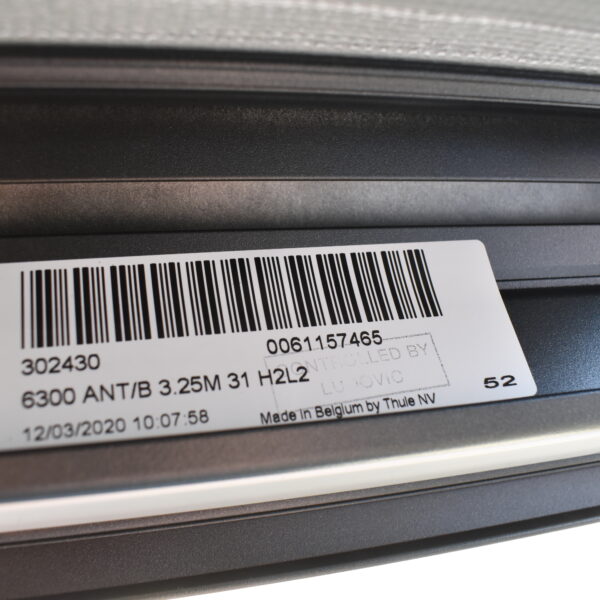 302430 0061157465
6300 ANT/B 3.25M 31 H2L2
CONTROLLED BY
LUDOVIC
12/03/2020 10:07:58
Made in Belgium by Thule NV
52